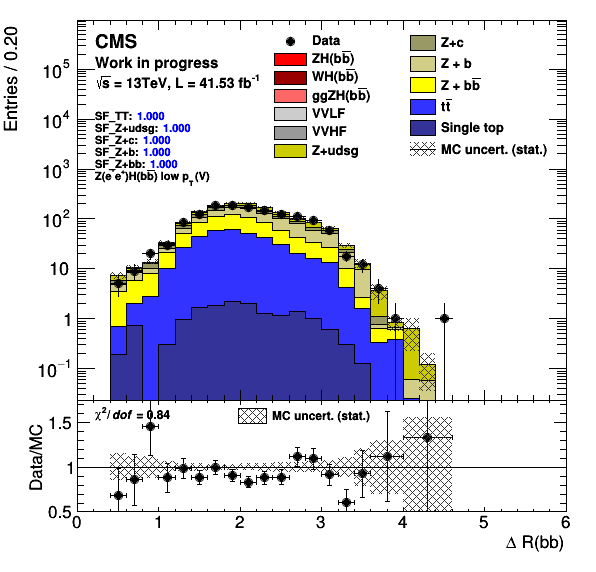 CMS
Work in progress
√s = 13TeV, L = 41.53 fb⁻¹
SF_TT: 1.000
SF_Z+udsg: 1.000
SF_Z+c: 1.000
SF_Z+b: 1.000
SF_Z+bb: 1.000
Z(e⁻e⁺)H(bb̅) low p_T(V)
Data
ZH(bb̅)
WH(bb̅)
ggZH(bb̅)
VVLF
VVHF
Z+udsg
Z+c
Z + b
Z + bb̅
tt̅
Single top
MC uncert. (stat.)
Entries / 0.20
10⁵
10⁴
10³
10²
10
1
10⁻¹
χ²/dof = 0.84
MC uncert. (stat.)
Data/MC
1.5
1
0.5
0 1 2 3 4 5 6
Δ R(bb)